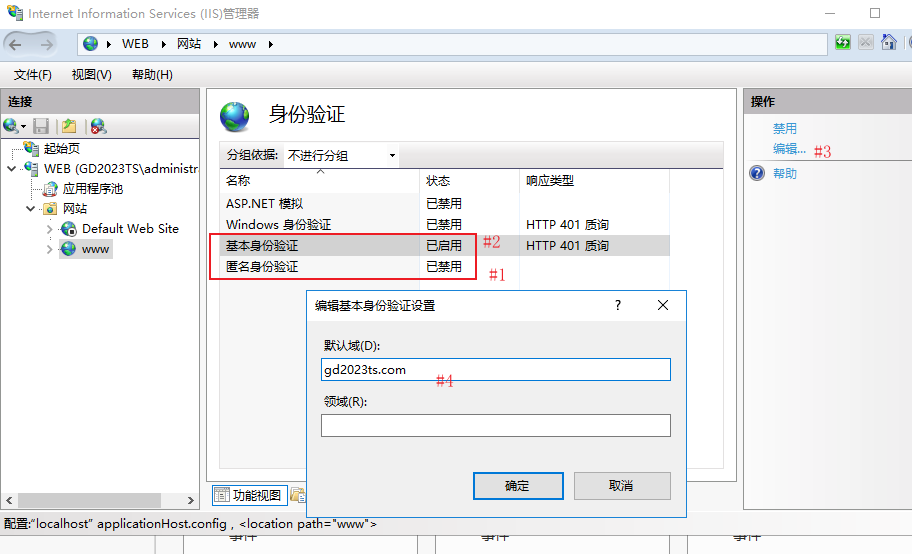 Internet Information Services (IIS)管理器
WEB 网站 www
文件(F) 视图(V) 帮助(H)
连接
起始页
WEB (GD2023TS\administr
应用程序池
网站
Default Web Site
www
身份验证
分组依据: 不进行分组
名称 状态 响应类型
ASP.NET 模拟 已禁用
Windows 身份验证 已禁用 HTTP 401 质询
基本身份验证 已启用 HTTP 401 质询
#2
匿名身份验证 已禁用
#1
编辑基本身份验证设置 ?
默认域(D):
gd2023ts.com
#4
领域(R):
确定 取消
功能视图
操作
禁用
编辑... #3
帮助
配置:"localhost" applicationHost.config , <location path="www">
事件 事件 事件